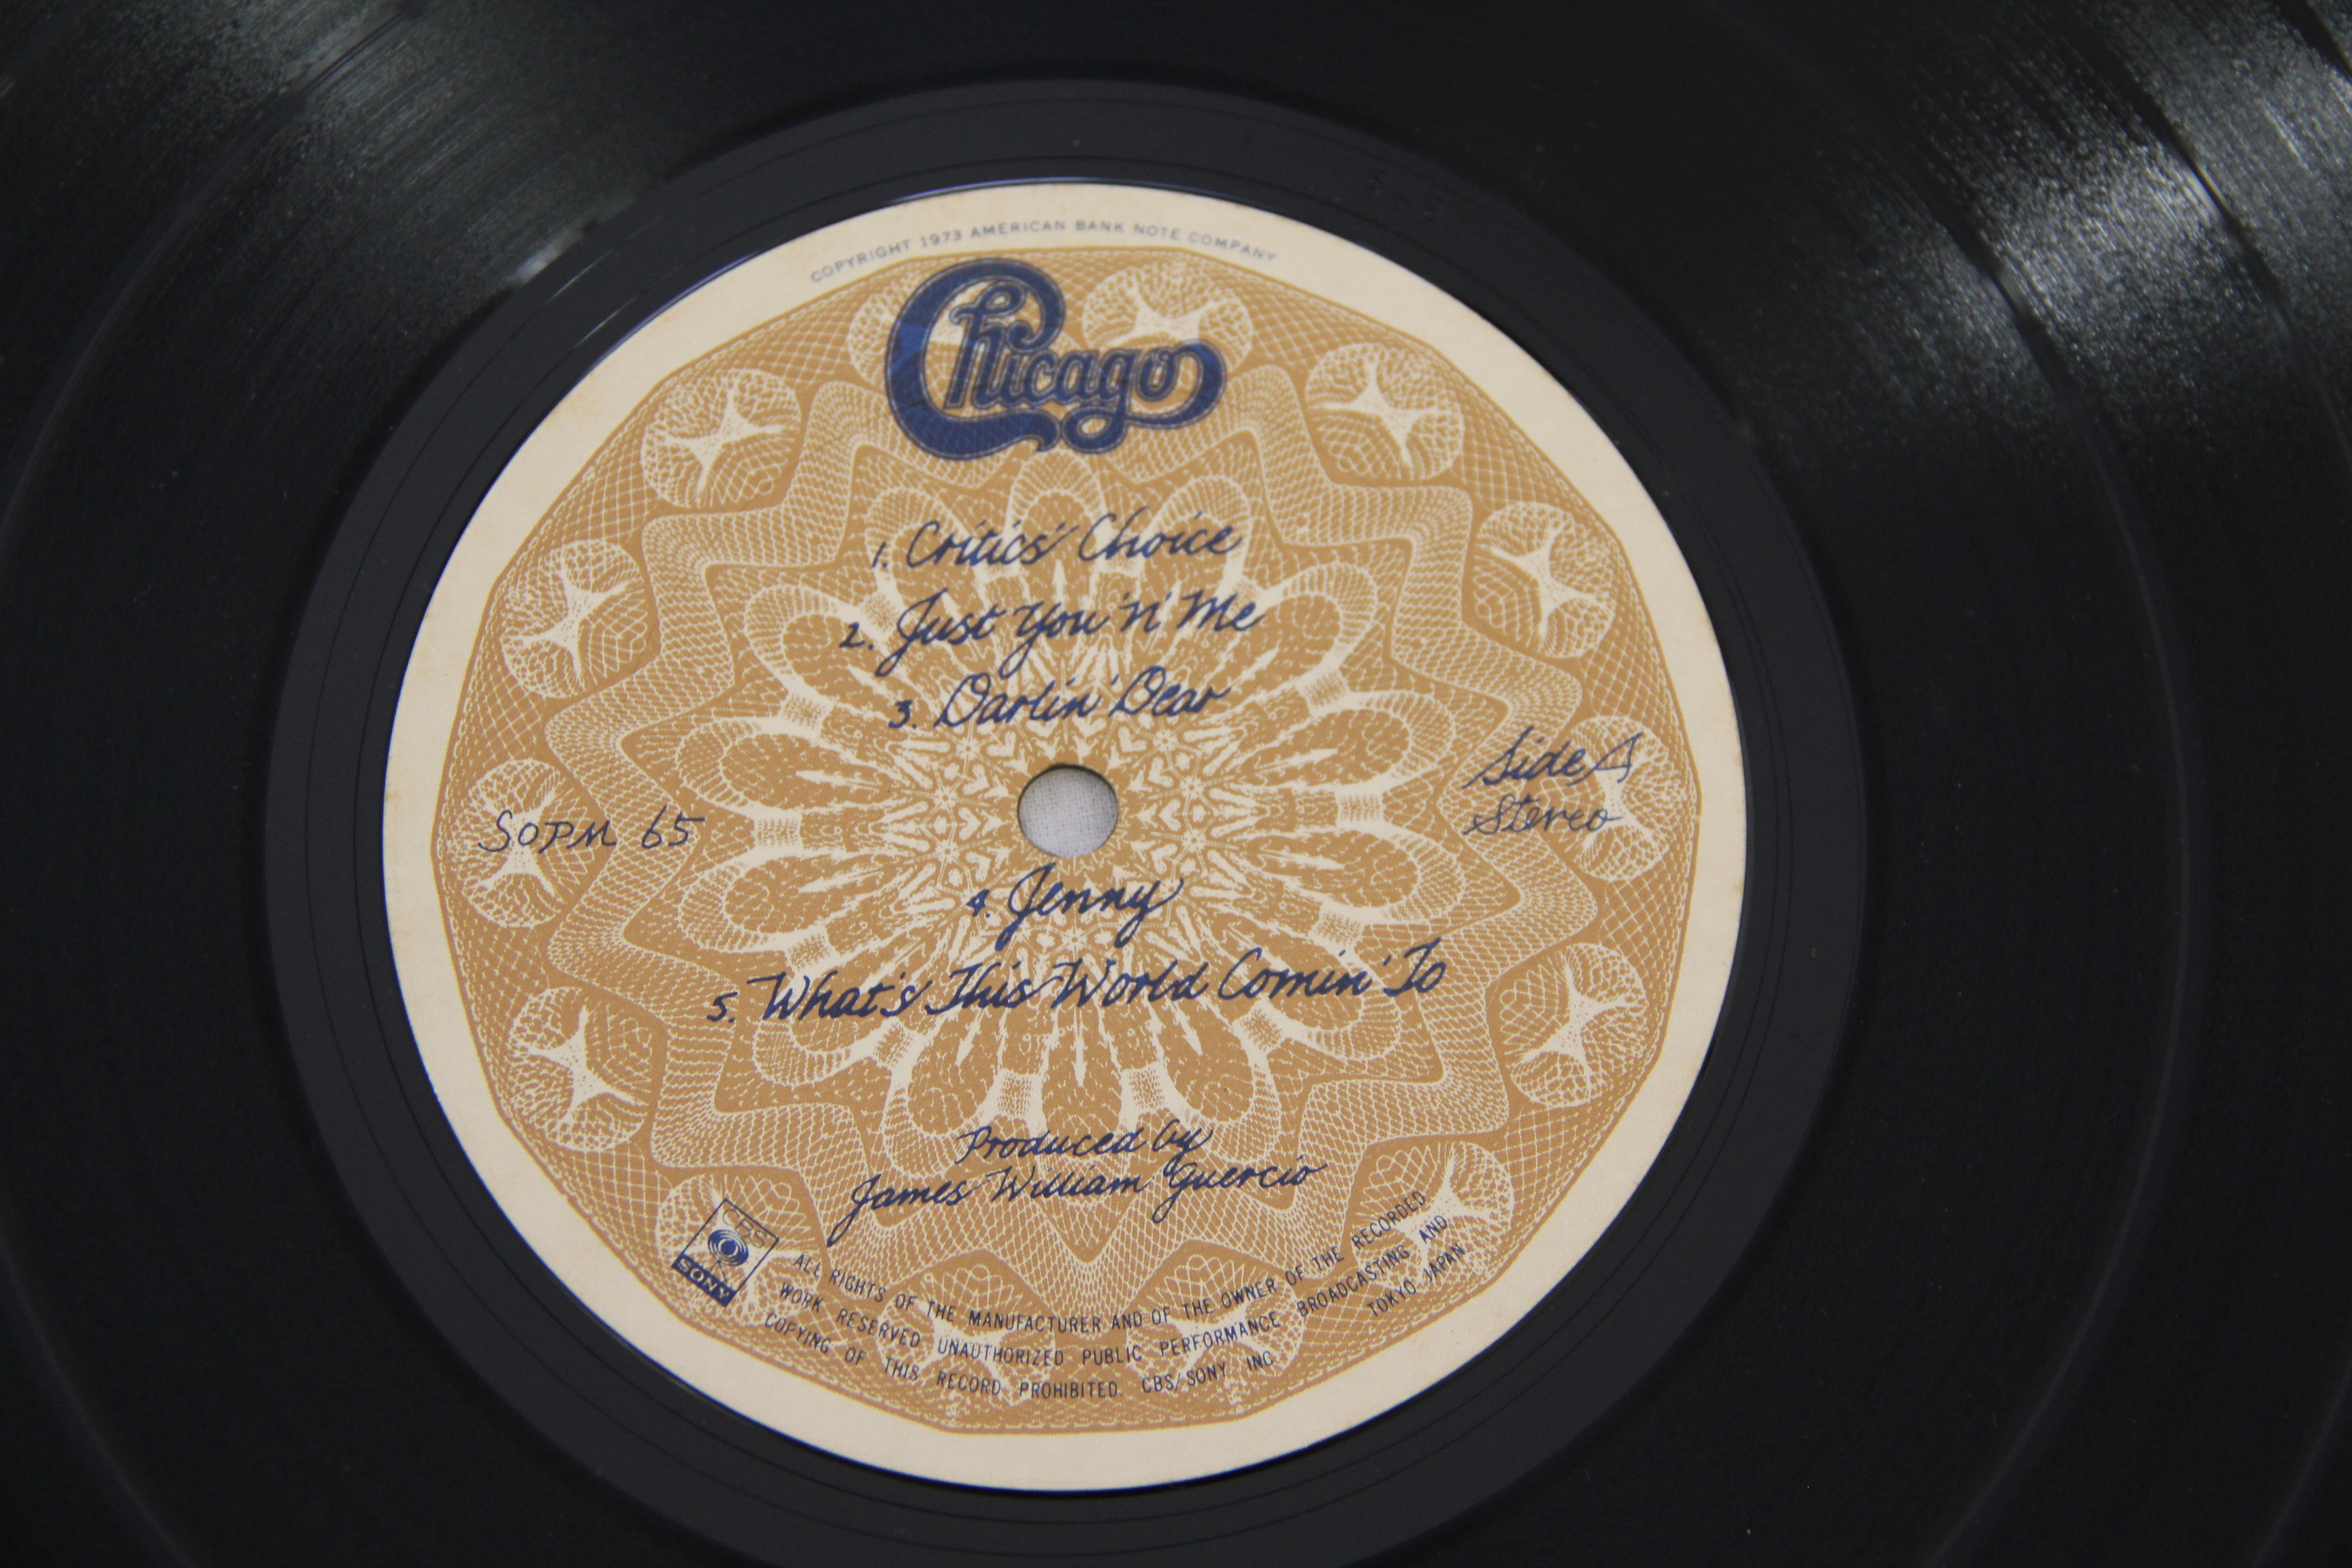 COPYRIGHT 1973 AMERICAN BANK NOTE COMPANY
Chicago
1. Critics' Choice
2. Just You 'n' Me
3. Darlin' Dear
Side A
Stereo
SOPM 65
4. Jenny
5. What's This World Comin' To
Produced by
James William Guercio
CBS
SONY
ALL RIGHTS OF THE MANUFACTURER AND OF THE OWNER OF THE RECORDED
WORK RESERVED UNAUTHORIZED PUBLIC PERFORMANCE BROADCASTING AND
COPYING OF THIS RECORD PROHIBITED. CBS/SONY INC. TOKYO JAPAN